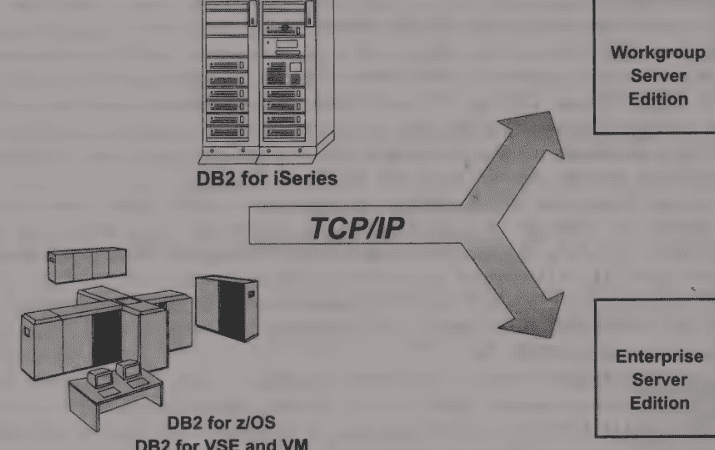 DB2 for iSeries
TCP/IP
Workgroup
Server
Edition
Enterprise
Server
Edition
DB2 for z/OS
DB2 for VSE and VM